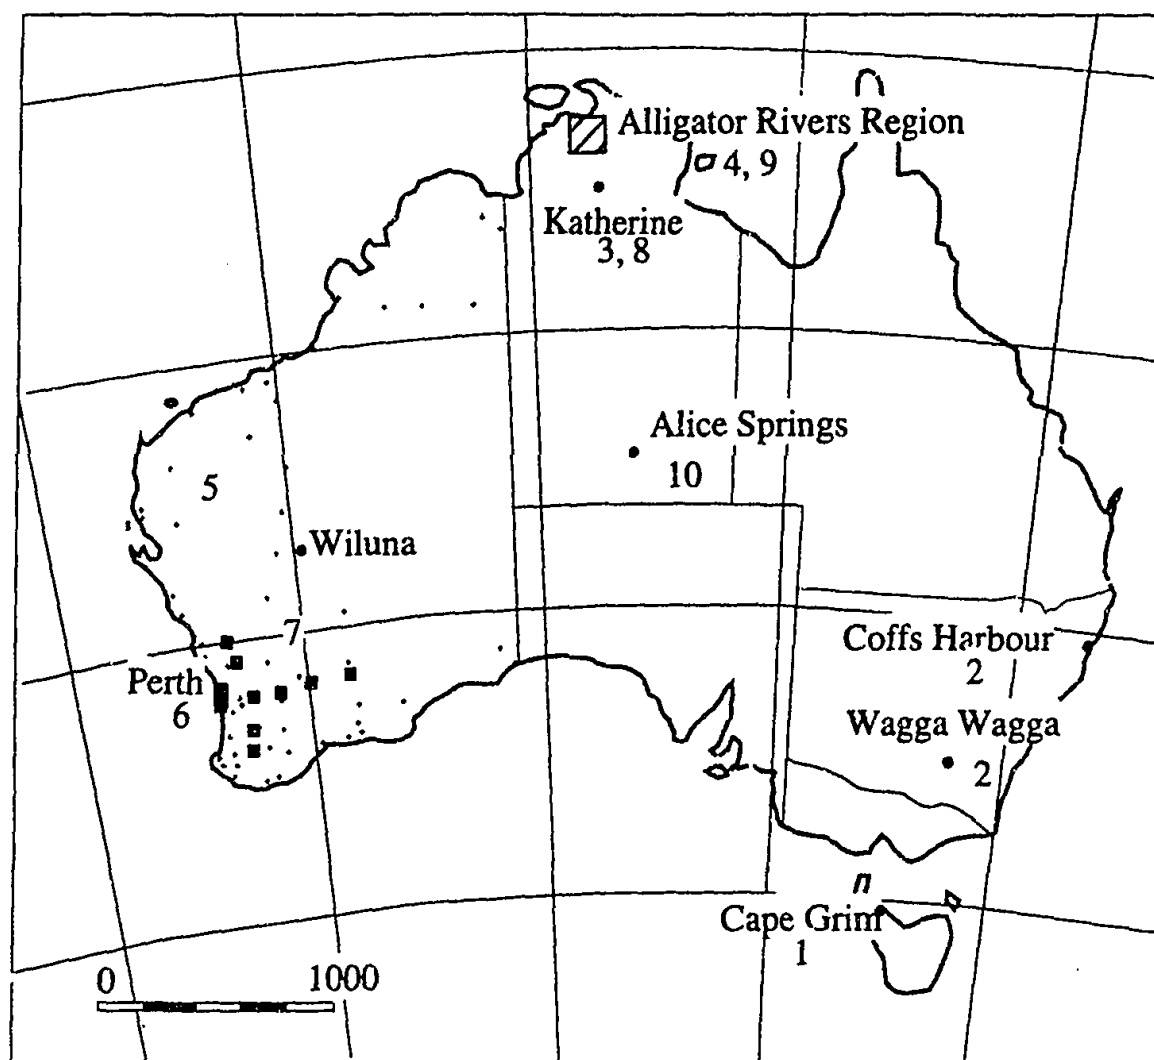 Alligator Rivers Region
4, 9
Katherine
3, 8
Alice Springs
10
5
Wiluna
7
Coffs Harbour
2
Perth
6
Wagga Wagga
2
Cape Grim
1
0 1000